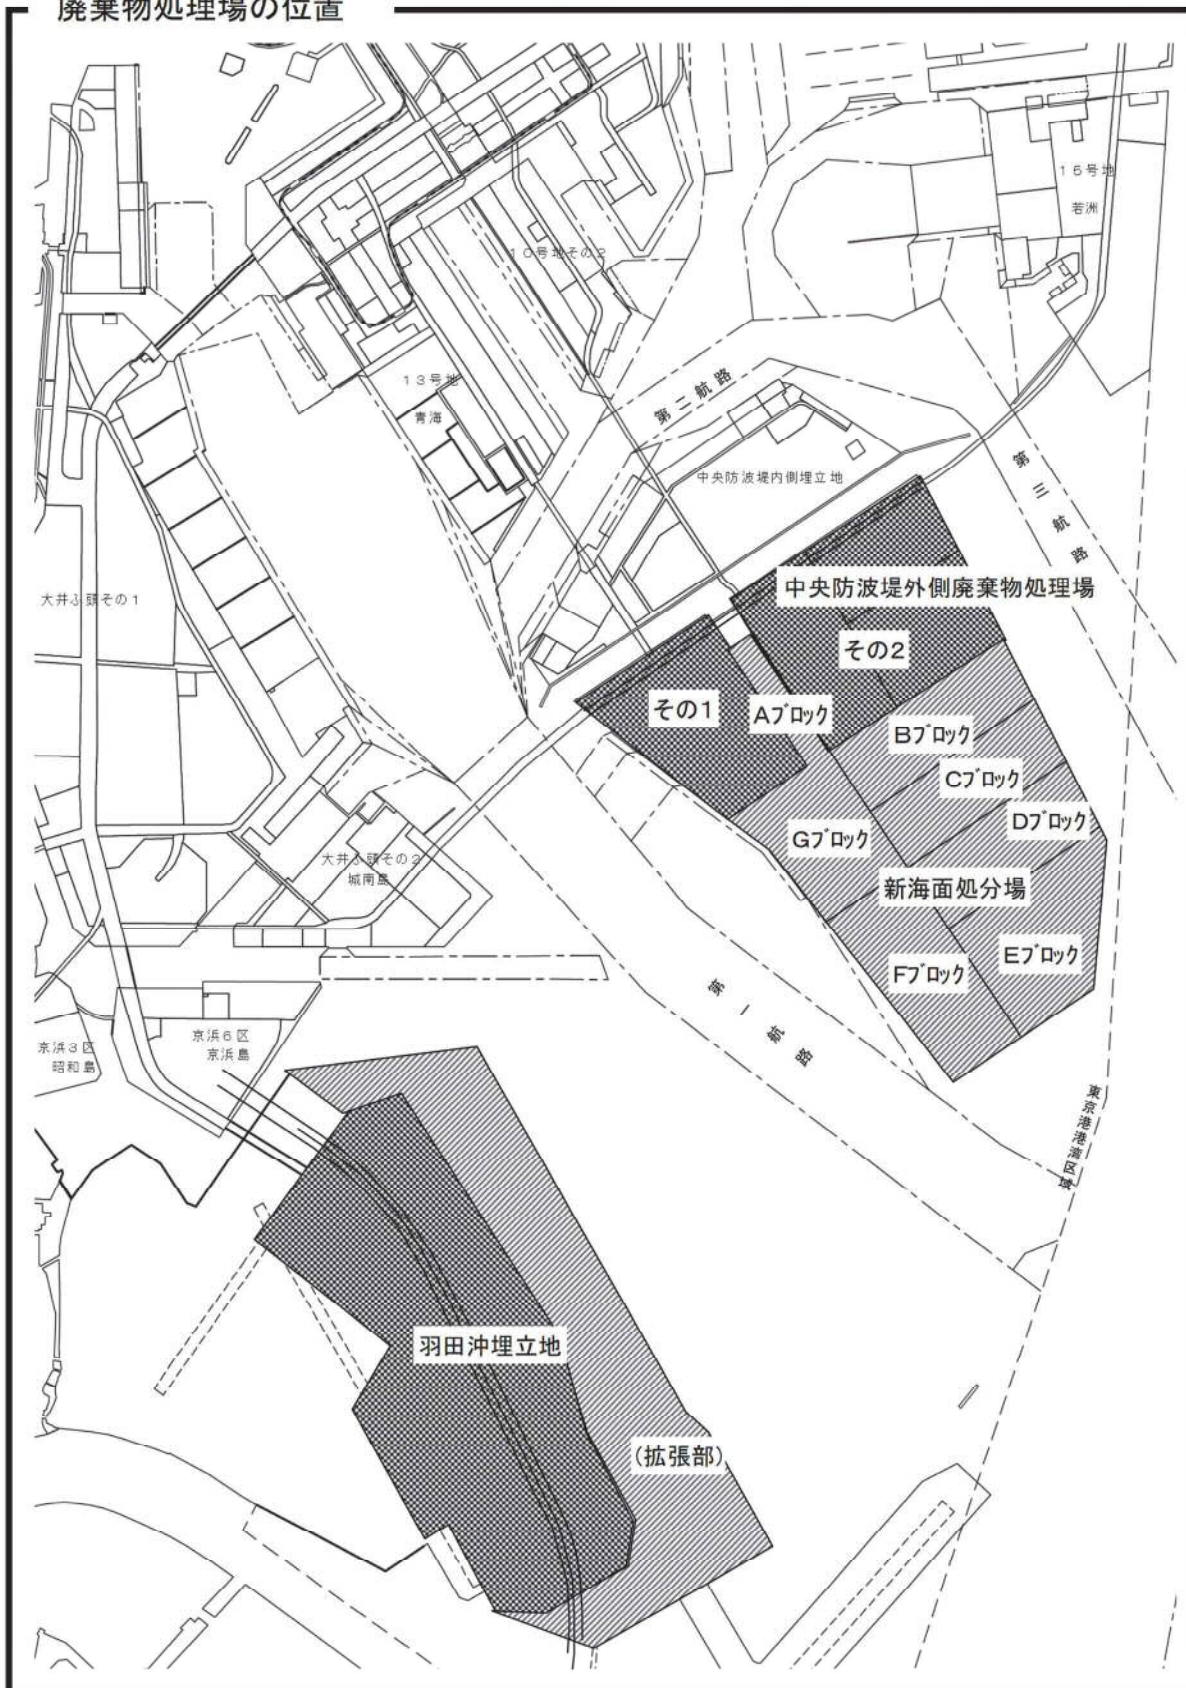 廃棄物処理場の位置
16号地
若洲
10号地その2
13号地
青海
第二航路
中央防波堤内側埋立地
第三航路
大井ふ頭その1
中央防波堤外側廃棄物処理場
その2
その1
Aブロック
Bブロック
Cブロック
Dブロック
Gブロック
新海面処分場
Eブロック
Fブロック
大井ふ頭その2
城南島
第一航路
京浜6区
京浜島
京浜3区
昭和島
東京港港湾区域
羽田沖埋立地
(拡張部)